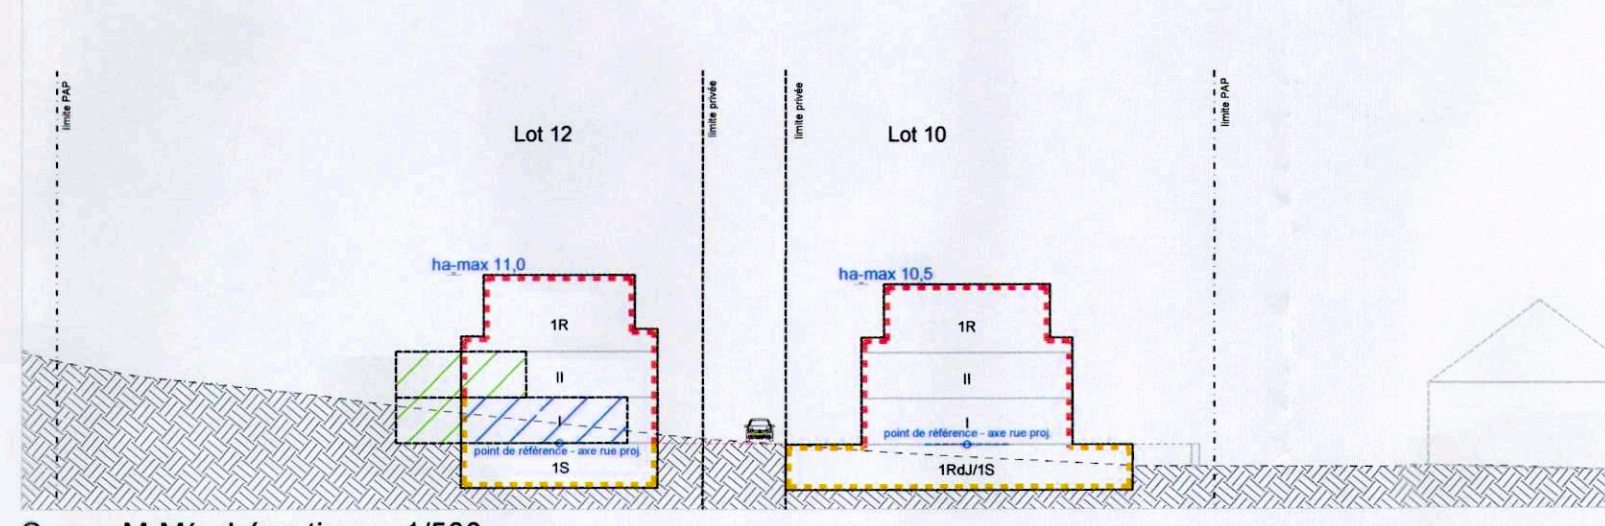 limite PAP
limite privée
limite privée
limite PAP
Lot 12
Lot 10
ha-max 11,0
ha-max 10,5
1R
1R
II
II
I
I
point de référence - axe rue proj.
point de référence - axe rue proj.
1S
1RdJ/1S